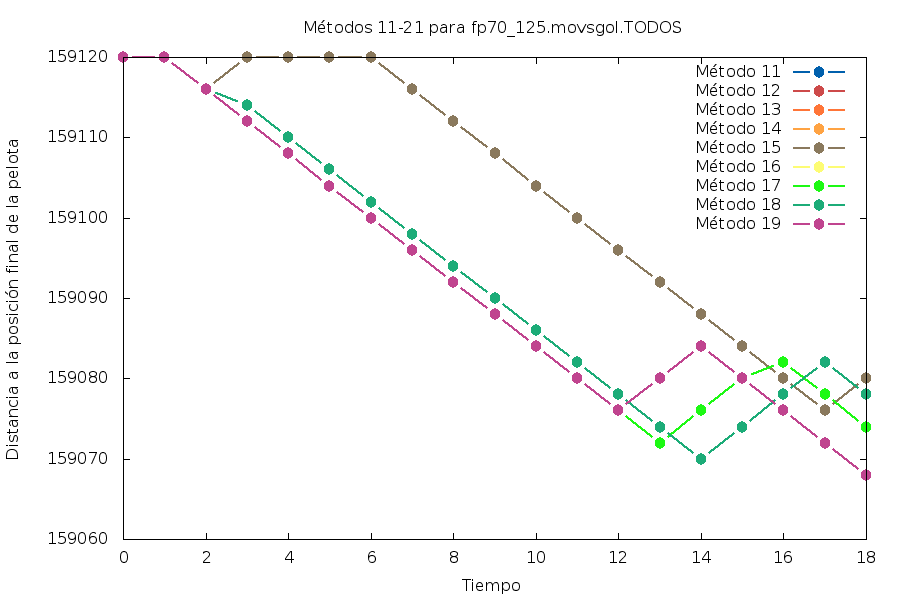 Métodos 11-21 para fp70_125.movsgol.TODOS
Distancia a la posición final de la pelota
159120
159110
159100
159090
159080
159070
159060
Método 11
Método 12
Método 13
Método 14
Método 15
Método 16
Método 17
Método 18
Método 19
0 2 4 6 8 10 12 14 16 18
Tiempo